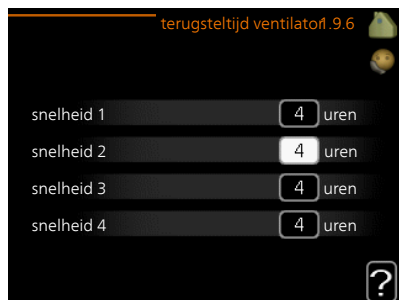 terugsteltijd ventilator1.9.6
snelheid 1 4 uren
snelheid 2 4 uren
snelheid 3 4 uren
snelheid 4 4 uren
?